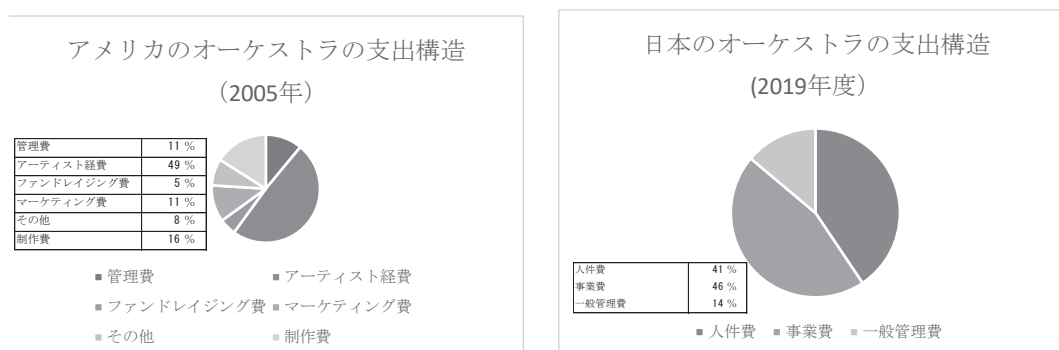 アメリカのオーケストラの支出構造
（2005年）
管理費 11 %
アーティスト経費 49 %
ファンドレイジング費 5 %
マーケティング費 11 %
その他 8 %
制作費 16 %
■ 管理費 ■ アーティスト経費
■ ファンドレイジング費 ■ マーケティング費
■ その他 ■ 制作費
日本のオーケストラの支出構造
(2019年度）
人件費 41 %
事業費 46 %
一般管理費 14 %
■ 人件費 ■ 事業費 ■ 一般管理費